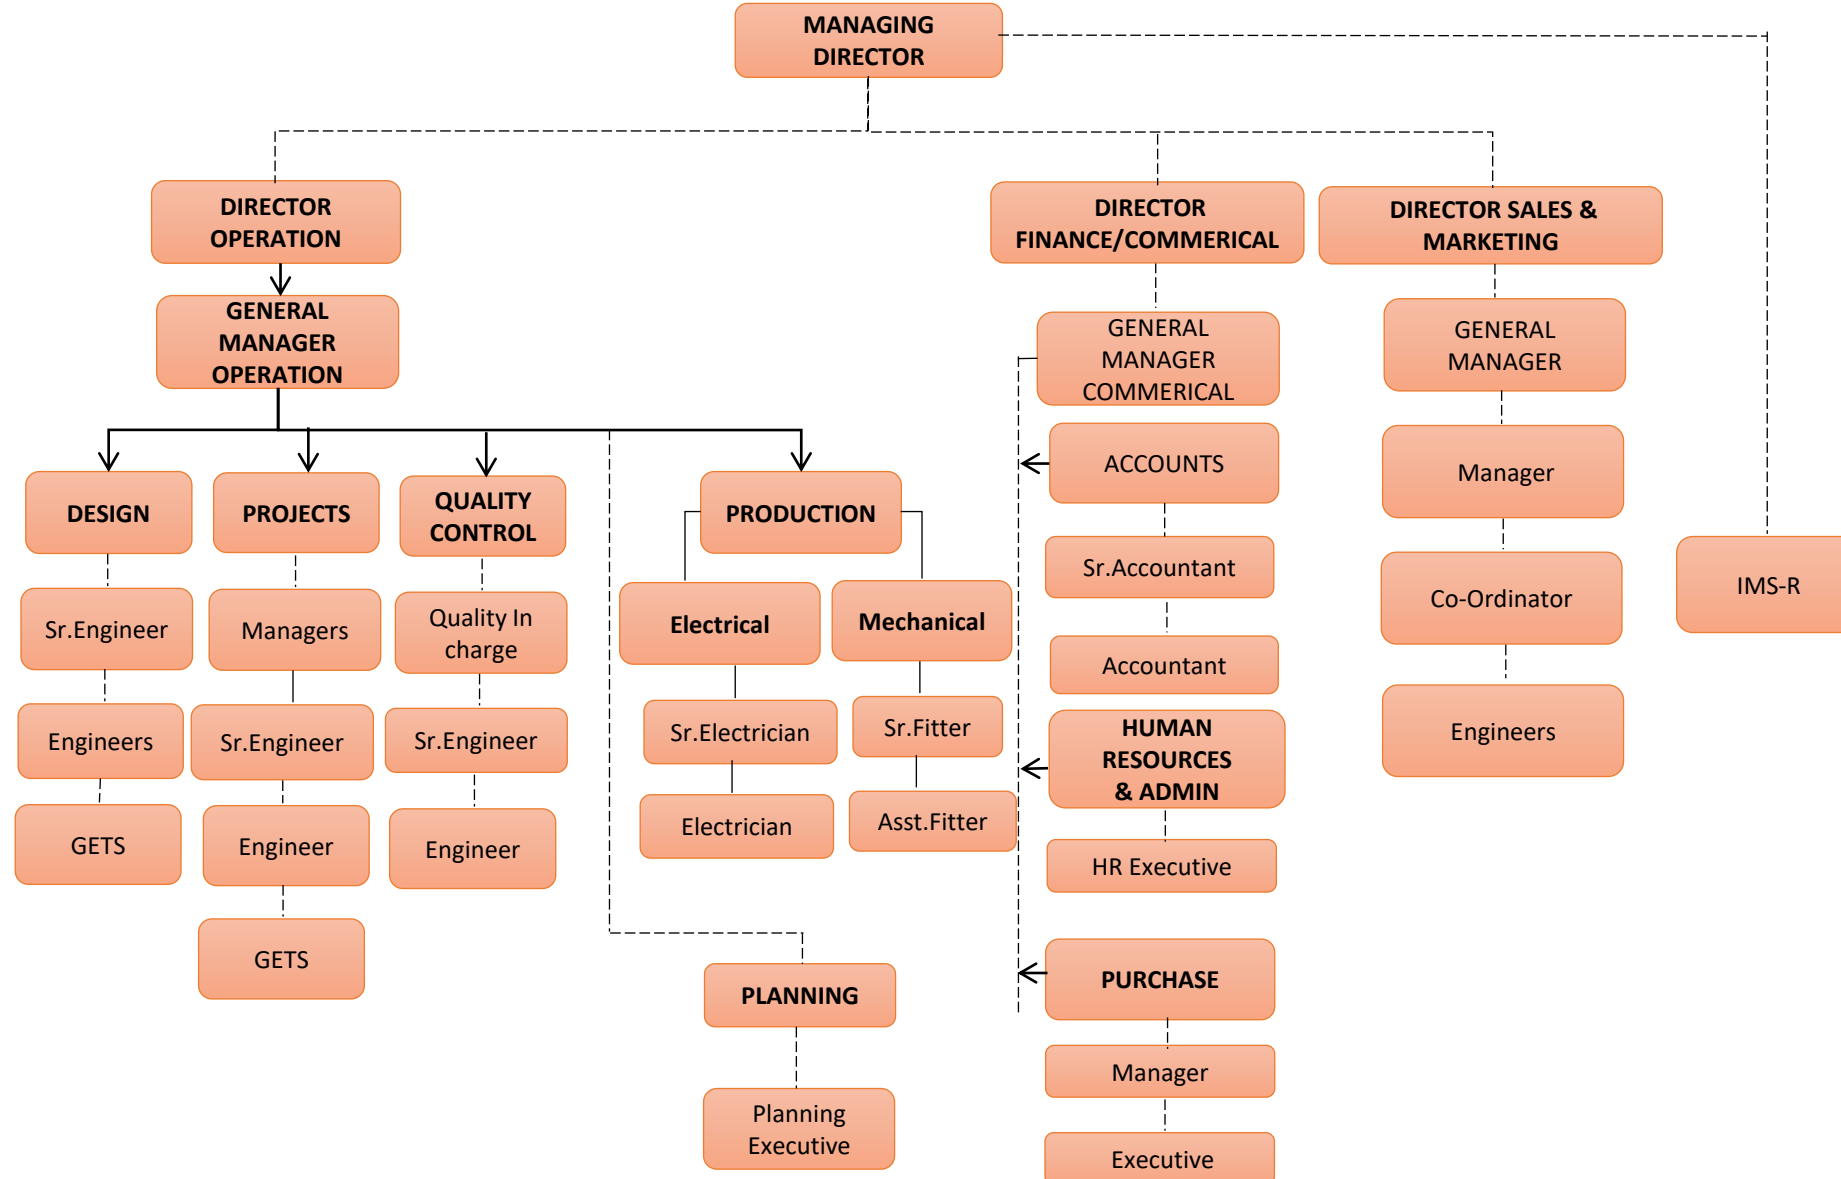 MANAGING
DIRECTOR
DIRECTOR
OPERATION
DIRECTOR
FINANCE/COMMERICAL
DIRECTOR SALES &
MARKETING
GENERAL
MANAGER
OPERATION
GENERAL
MANAGER
COMMERICAL
GENERAL
MANAGER
DESIGN
PROJECTS
QUALITY
CONTROL
PRODUCTION
ACCOUNTS
Manager
Sr.Engineer
Managers
Quality In
charge
Electrical
Mechanical
Sr.Accountant
Co-Ordinator
IMS-R
Accountant
Engineers
Sr.Engineer
Sr.Engineer
Sr.Electrician
Sr.Fitter
HUMAN
RESOURCES
& ADMIN
Engineers
GETS
Engineer
Engineer
Electrician
Asst.Fitter
HR Executive
GETS
PLANNING
PURCHASE
Manager
Planning
Executive
Executive